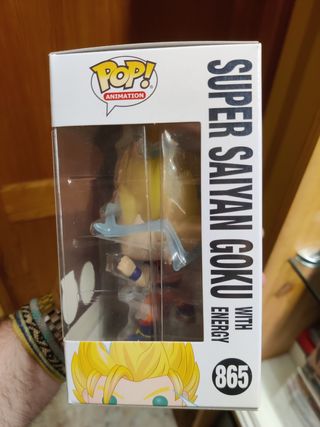 POP!
ANIMATION
SUPER SAIYAN GOKU
WITH
ENERGY
865